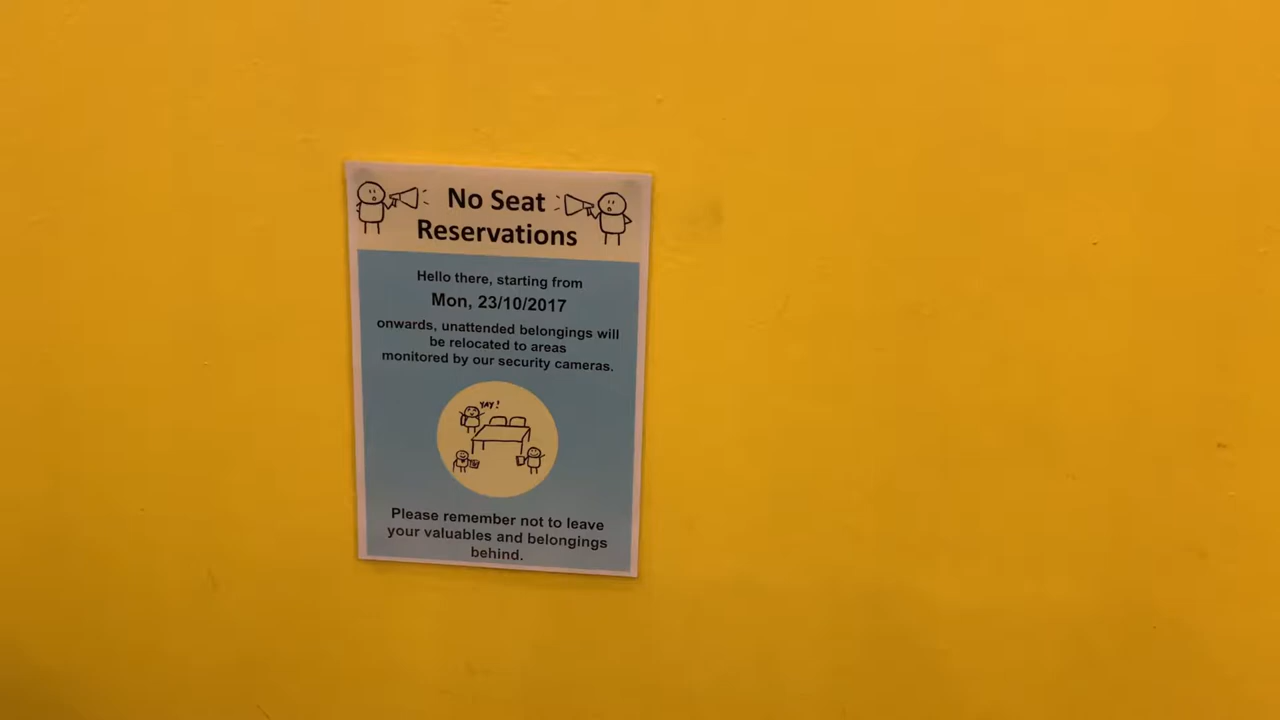 No Seat
Reservations
Hello there, starting from
Mon, 23/10/2017
onwards, unattended belongings will
be relocated to areas
monitored by our security cameras.
YAY!
Please remember not to leave
your valuables and belongings
behind.